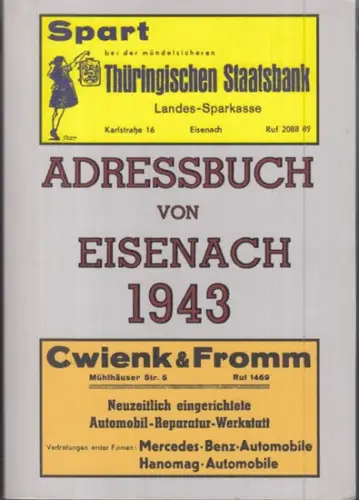 Spart
bei der mündelsicheren
Thüringischen Staatsbank
Landes-Sparkasse
Karlstraße 16 Eisenach Ruf 2088/89
ADRESSBUCH
VON
EISENACH
1943
Cwienk & Fromm
Mühlhäuser Str. 5 Ruf 1469
Neuzeitlich eingerichtete
Automobil-Reparatur-Werkstatt
Vertretungen erster Firmen: Mercedes-Benz-Automobile
Hanomag-Automobile